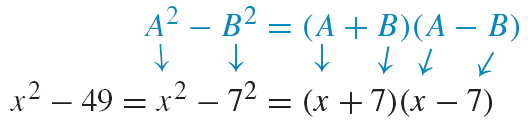 A² − B² = (A + B)(A − B)
↓ ↓ ↓ ↓ ↓ ↓
x² − 49 = x² − 7² = (x + 7)(x − 7)